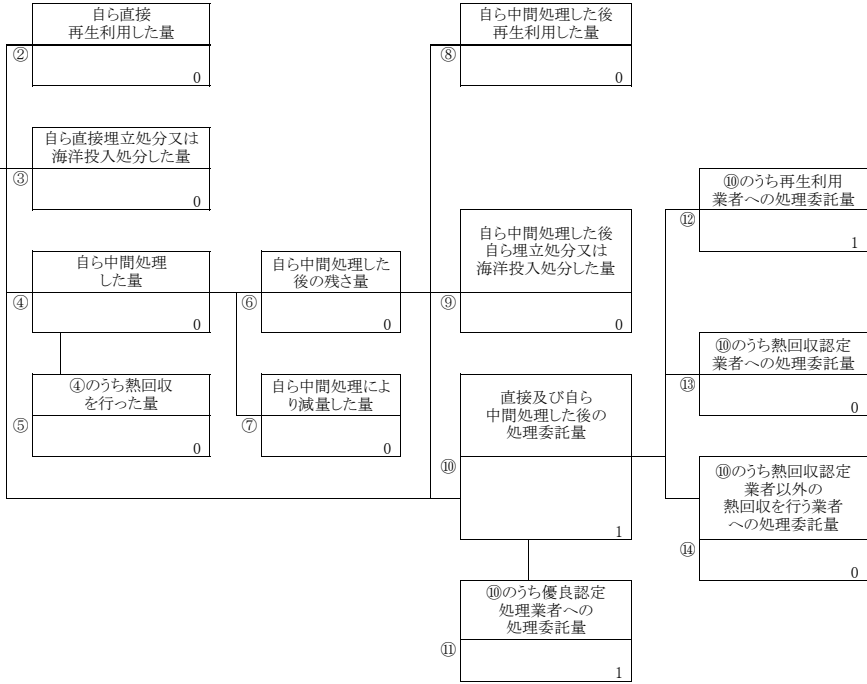 自ら直接
再生利用した量
②
0
自ら中間処理した後
再生利用した量
⑧
0
自ら直接埋立処分又は
海洋投入処分した量
③
0
⑩のうち再生利用
業者への処理委託量
⑫
1
自ら中間処理
した量
④
0
自ら中間処理した
後の残さ量
⑥
0
自ら中間処理した後
自ら埋立処分又は
海洋投入処分した量
⑨
0
⑩のうち熱回収認定
業者への処理委託量
⑬
0
④のうち熱回収
を行った量
⑤
0
自ら中間処理によ
り減量した量
⑦
0
直接及び自ら
中間処理した後の
処理委託量
⑩
1
⑩のうち熱回収認定
業者以外の
熱回収を行う業者
への処理委託量
⑭
0
⑩のうち優良認定
処理業者への
処理委託量
⑪
1